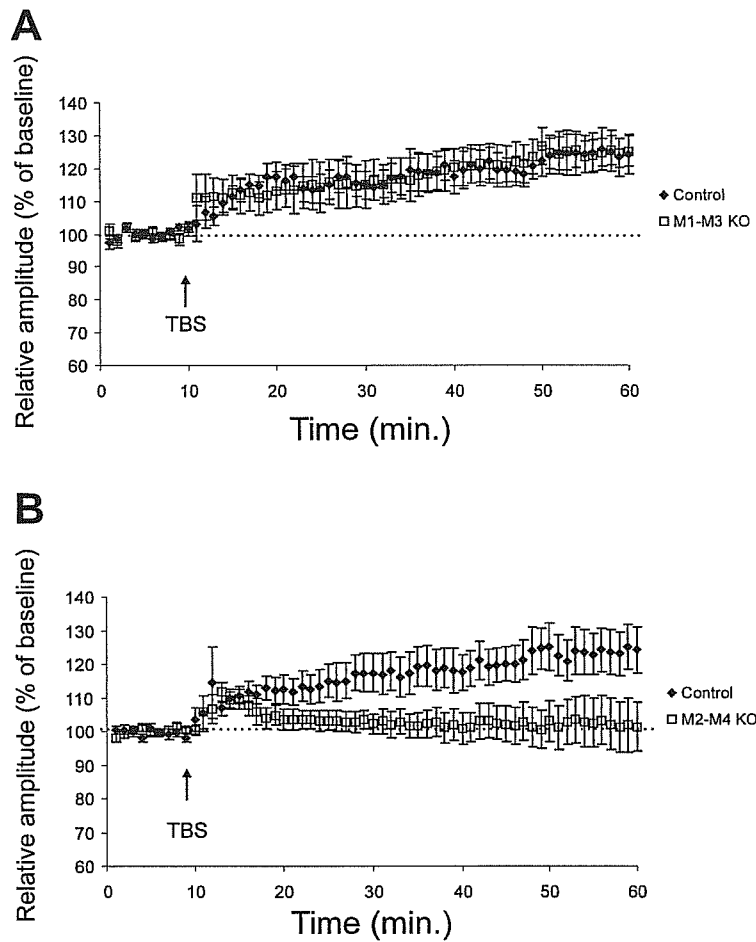 A
Relative amplitude (% of baseline)
140
130
120
110
100
90
80
70
60
TBS
0
10
20
30
40
50
60
Time (min.)
Control
M1-M3 KO
B
Relative amplitude (% of baseline)
140
130
120
110
100
90
80
70
60
TBS
0
10
20
30
40
50
60
Time (min.)
Control
M2-M4 KO